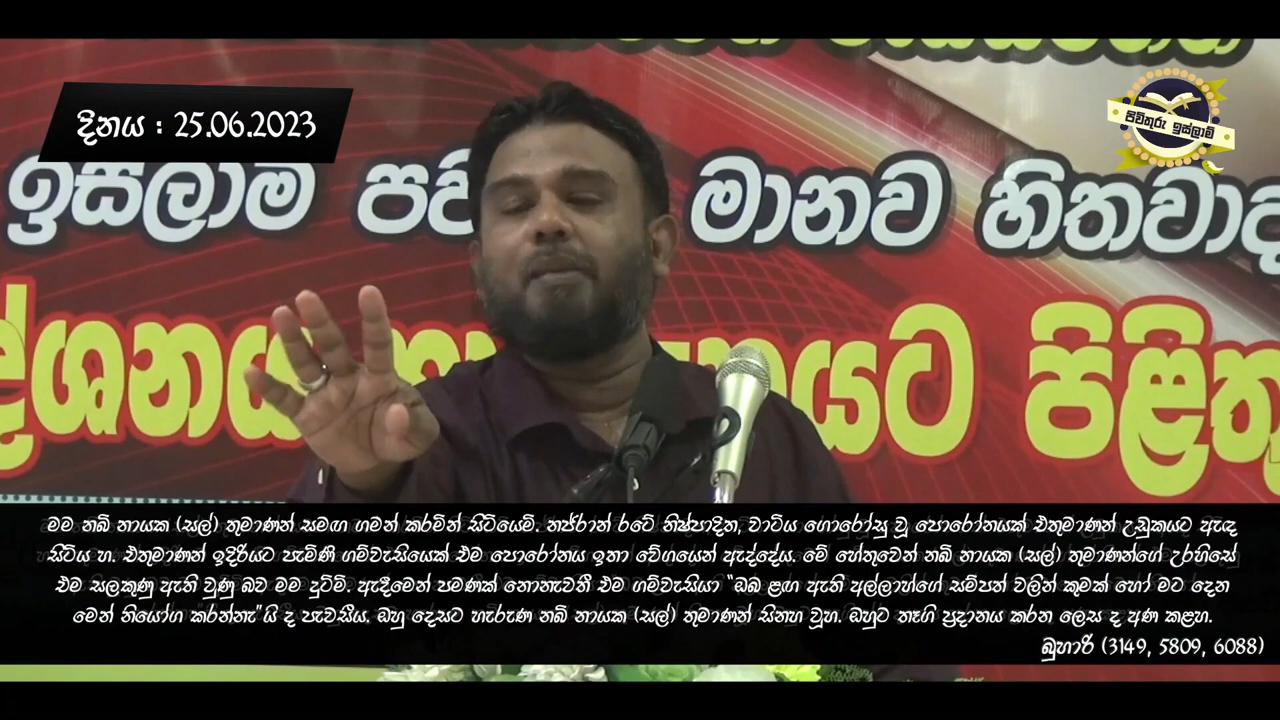 දිනය : 25.06.2023
පිවිතුරු ඉස්ලාම්
ඉස්ලාම් මානව
පිළිතු
මම නබි නායක (සල්) තුමාණන් සමඟ ගමන් කරමින් සිටියෙමි. නජ්රාන් රටේ නිෂ්පාදිත, වාටිය ගොරෝසු වූ පොරෝනයක් එතුමාණන් උඩුකයට ඇඳ
සිටිය හ. එතුමාණන් ඉදිරියට පැමිණි ගම්වැසියෙක් එම පොරෝනය ඉතා වේගයෙන් ඇද්දේය. මේ හේතුවෙන් නබි නායක (සල්) තුමාණන්ගේ උරහිසේ
එම සලකුණු ඇති වුණු බව මම දුටිමි. ඇදීමෙන් පමණක් නොනැවතී එම ගම්වැසියා "ඔබ ළඟ ඇති අල්ලාහ්ගේ සම්පත් වලින් කුමක් හෝ මට දෙන
මෙන් නියෝග කරන්නැ"යි ද පැවසීය. ඔහු දෙසට හැරුණ නබි නායක (සල්) තුමාණන් සිනහ වූහ. ඔහුට තෑගි ප්‍රදානය කරන ලෙස ද අණ කළහ.
බුහාරි (3149, 5809, 6088)